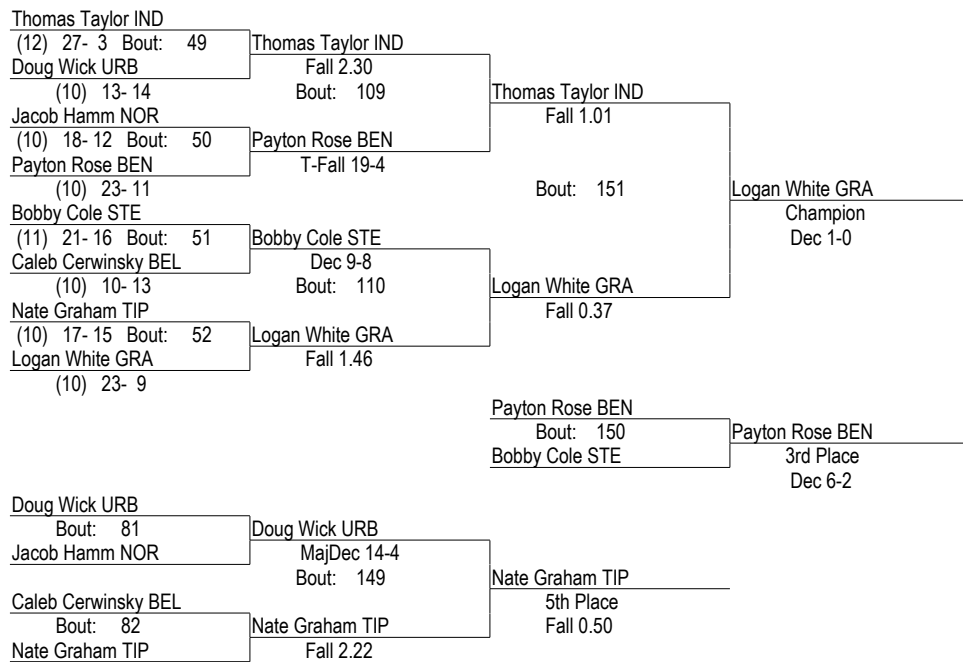 Thomas Taylor IND
(12) 27- 3 Bout: 49 Thomas Taylor IND
Doug Wick URB Fall 2.30
(10) 13- 14 Bout: 109 Thomas Taylor IND
Jacob Hamm NOR Fall 1.01
(10) 18- 12 Bout: 50 Payton Rose BEN
Payton Rose BEN T-Fall 19-4
(10) 23- 11 Bout: 151 Logan White GRA
Bobby Cole STE Champion
(11) 21- 16 Bout: 51 Bobby Cole STE Dec 1-0
Caleb Cerwinsky BEL Dec 9-8
(10) 10- 13 Bout: 110 Logan White GRA
Nate Graham TIP Fall 0.37
(10) 17- 15 Bout: 52 Logan White GRA
Logan White GRA Fall 1.46
(10) 23- 9
Payton Rose BEN
Bout: 150 Payton Rose BEN
Bobby Cole STE 3rd Place
Dec 6-2
Doug Wick URB
Bout: 81 Doug Wick URB
Jacob Hamm NOR MajDec 14-4
Bout: 149 Nate Graham TIP
Caleb Cerwinsky BEL 5th Place
Bout: 82 Nate Graham TIP Fall 0.50
Nate Graham TIP Fall 2.22